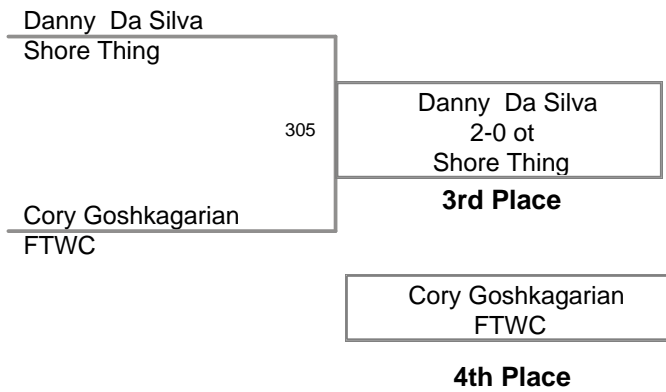 Danny  Da Silva
Shore Thing
305
Danny  Da Silva
2-0 ot
Shore Thing
3rd Place
Cory Goshkagarian
FTWC
Cory Goshkagarian
FTWC
4th Place